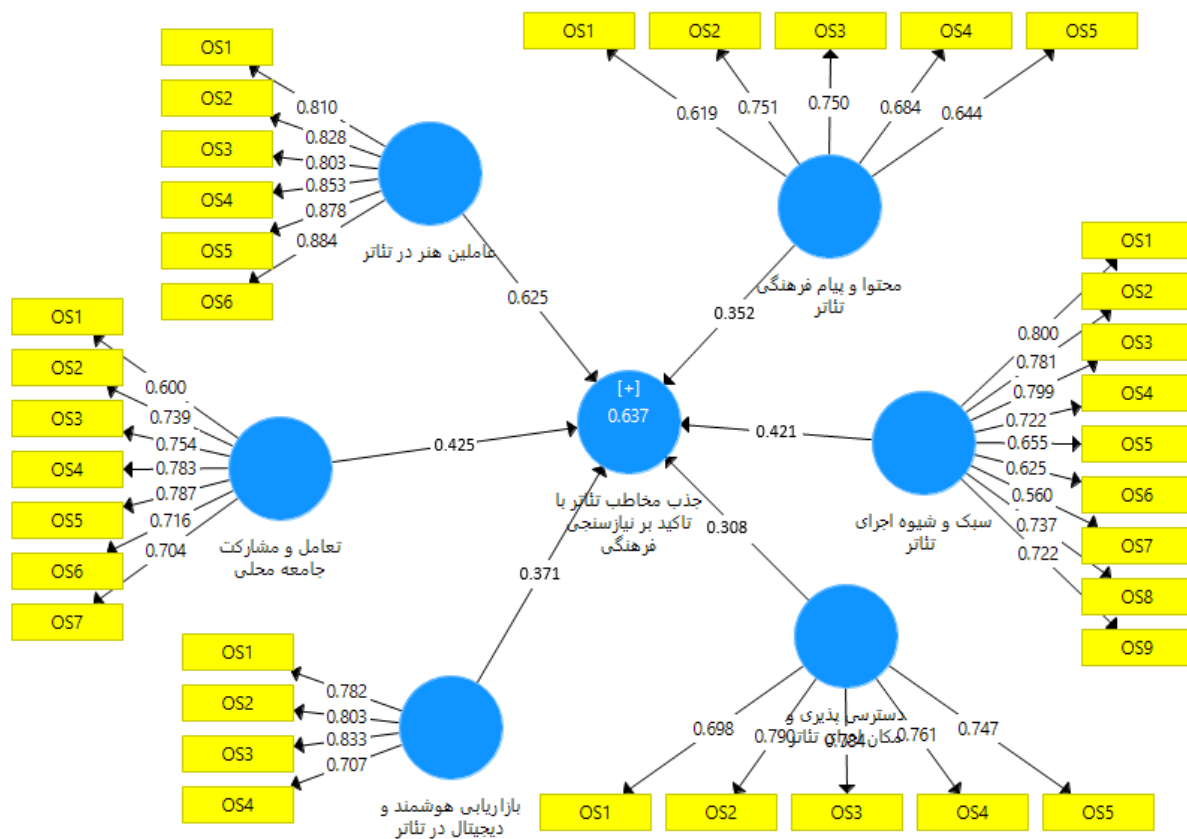 OS1
OS2
OS3
OS4
OS5
OS6
0.810
0.828
0.803
0.853
0.878
0.884
عاملین هنر در تئاتر
0.625
OS1
OS2
OS3
OS4
OS5
0.619
0.751
0.750
0.684
0.644
محتوا و پیام فرهنگی
تئاتر
0.352
OS1
OS2
OS3
OS4
OS5
OS6
OS7
0.600
0.739
0.754
0.783
0.787
0.716
0.704
تعامل و مشارکت
جامعه محلی
0.425
[+]
0.637
جذب مخاطب تئاتر با
تاکید بر نیازسنجی
فرهنگی
OS1
OS2
OS3
OS4
OS5
OS6
OS7
OS8
OS9
0.800
0.781
0.799
0.722
0.655
0.625
0.560
0.737
0.722
سبک و شیوه اجرای
تئاتر
0.421
OS1
OS2
OS3
OS4
0.782
0.803
0.833
0.707
بازاریابی هوشمند و
دیجیتال در تئاتر
0.371
0.308
دسترسی پذیری و
مکان اجرای تئاتر
0.698
0.790
0.761
0.747
OS1
OS2
OS3
OS4
OS5